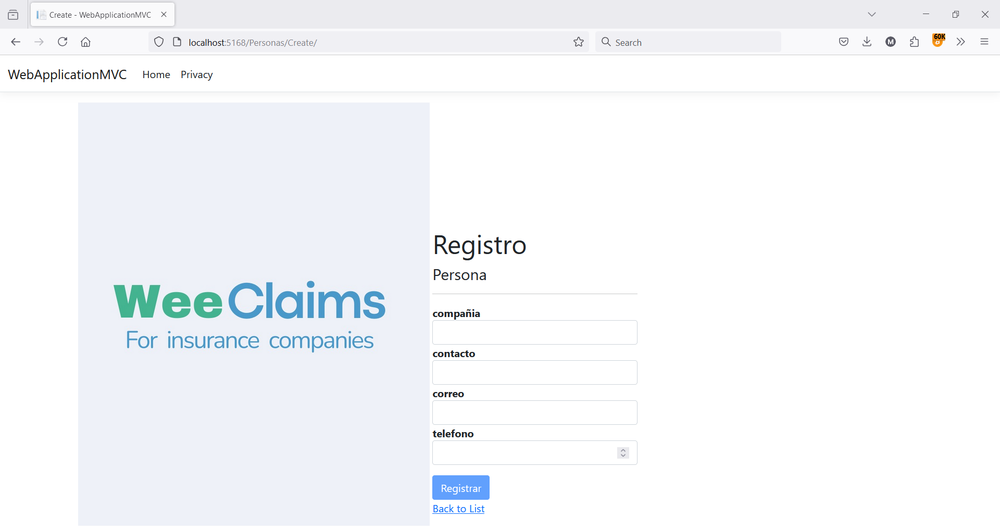 Create - WebApplicationMVC
localhost:5168/Personas/Create/
Search
M
60K
WebApplicationMVC Home Privacy
WeeClaims
For insurance companies
Registro
Persona
compañia
contacto
correo
telefono
Registrar
Back to List